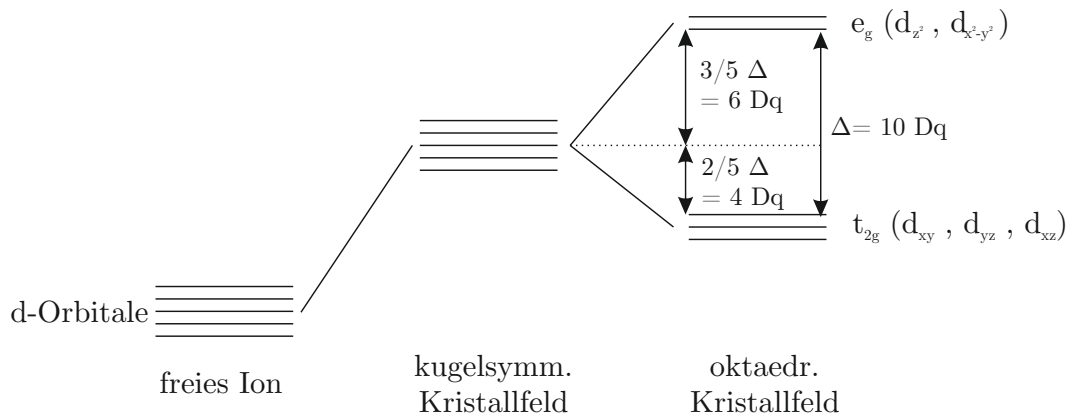 e_g (d_z² , d_x²-y²)
3/5 Δ
= 6 Dq
Δ= 10 Dq
2/5 Δ
= 4 Dq
t_2g (d_xy , d_yz , d_xz)
d-Orbitale
freies Ion
kugelsymm.
Kristallfeld
oktaedr.
Kristallfeld